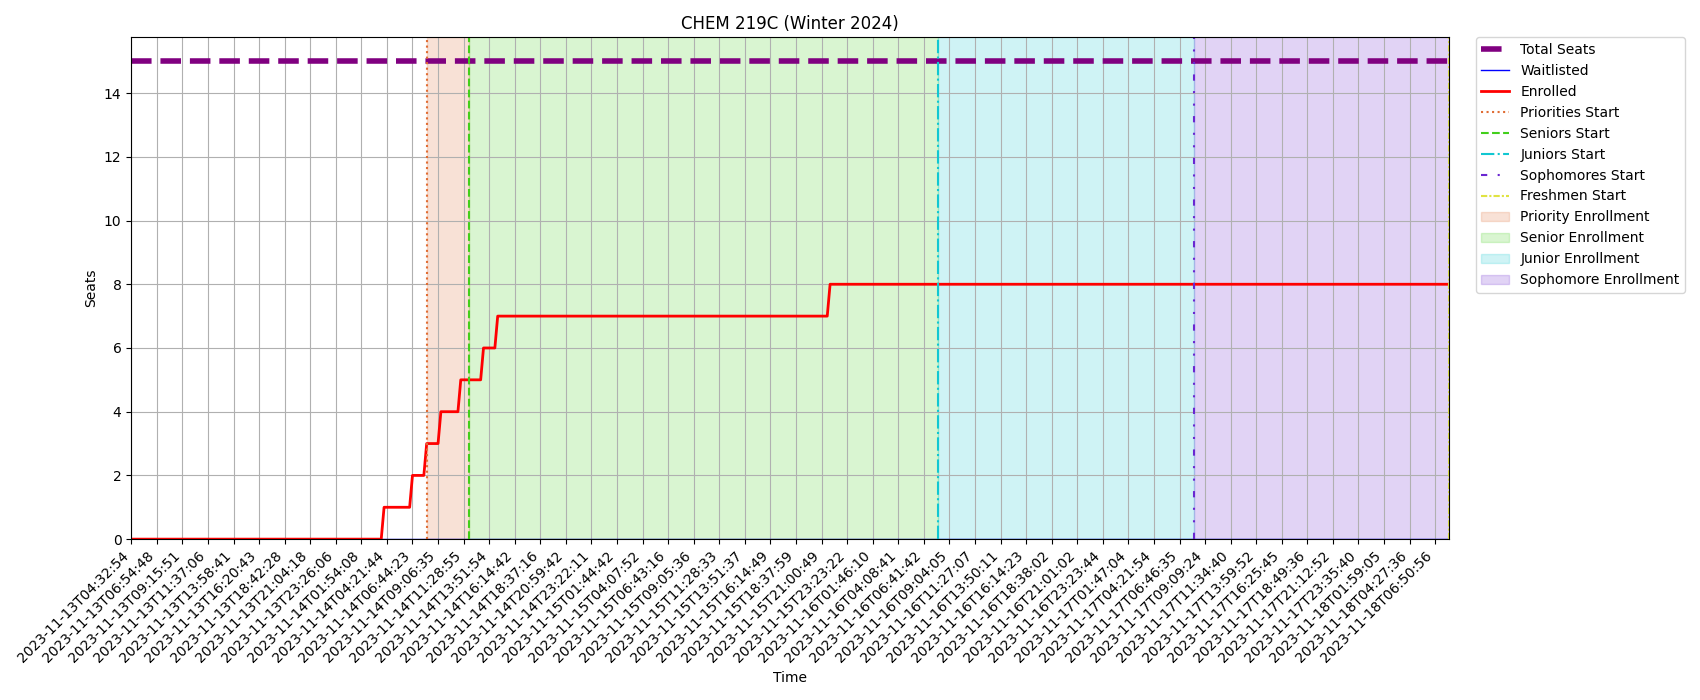 CHEM 219C (Winter 2024)
Seats
14
12
10
8
6
4
2
0
2023-11-13T04:32:54
2023-11-13T06:54:48
2023-11-13T09:15:51
2023-11-13T11:37:06
2023-11-13T13:58:41
2023-11-13T16:20:43
2023-11-13T18:42:28
2023-11-13T21:04:18
2023-11-13T23:26:06
2023-11-14T01:54:08
2023-11-14T04:21:44
2023-11-14T06:44:23
2023-11-14T09:06:35
2023-11-14T11:28:55
2023-11-14T13:51:54
2023-11-14T16:14:42
2023-11-14T18:37:16
2023-11-14T20:59:42
2023-11-14T23:22:11
2023-11-15T01:44:42
2023-11-15T04:07:52
2023-11-15T06:43:16
2023-11-15T09:05:36
2023-11-15T11:28:33
2023-11-15T13:51:37
2023-11-15T16:14:49
2023-11-15T18:37:59
2023-11-15T21:00:49
2023-11-15T23:23:22
2023-11-16T01:46:10
2023-11-16T04:08:41
2023-11-16T06:41:42
2023-11-16T09:04:05
2023-11-16T11:27:07
2023-11-16T13:50:11
2023-11-16T16:14:23
2023-11-16T18:38:02
2023-11-16T21:01:02
2023-11-16T23:23:44
2023-11-17T01:47:04
2023-11-17T04:21:54
2023-11-17T06:46:35
2023-11-17T09:09:24
2023-11-17T11:34:40
2023-11-17T13:59:52
2023-11-17T16:25:45
2023-11-17T18:49:36
2023-11-17T21:12:52
2023-11-17T23:35:40
2023-11-18T01:59:05
2023-11-18T04:27:36
2023-11-18T06:50:56
Time
Total Seats
Waitlisted
Enrolled
Priorities Start
Seniors Start
Juniors Start
Sophomores Start
Freshmen Start
Priority Enrollment
Senior Enrollment
Junior Enrollment
Sophomore Enrollment